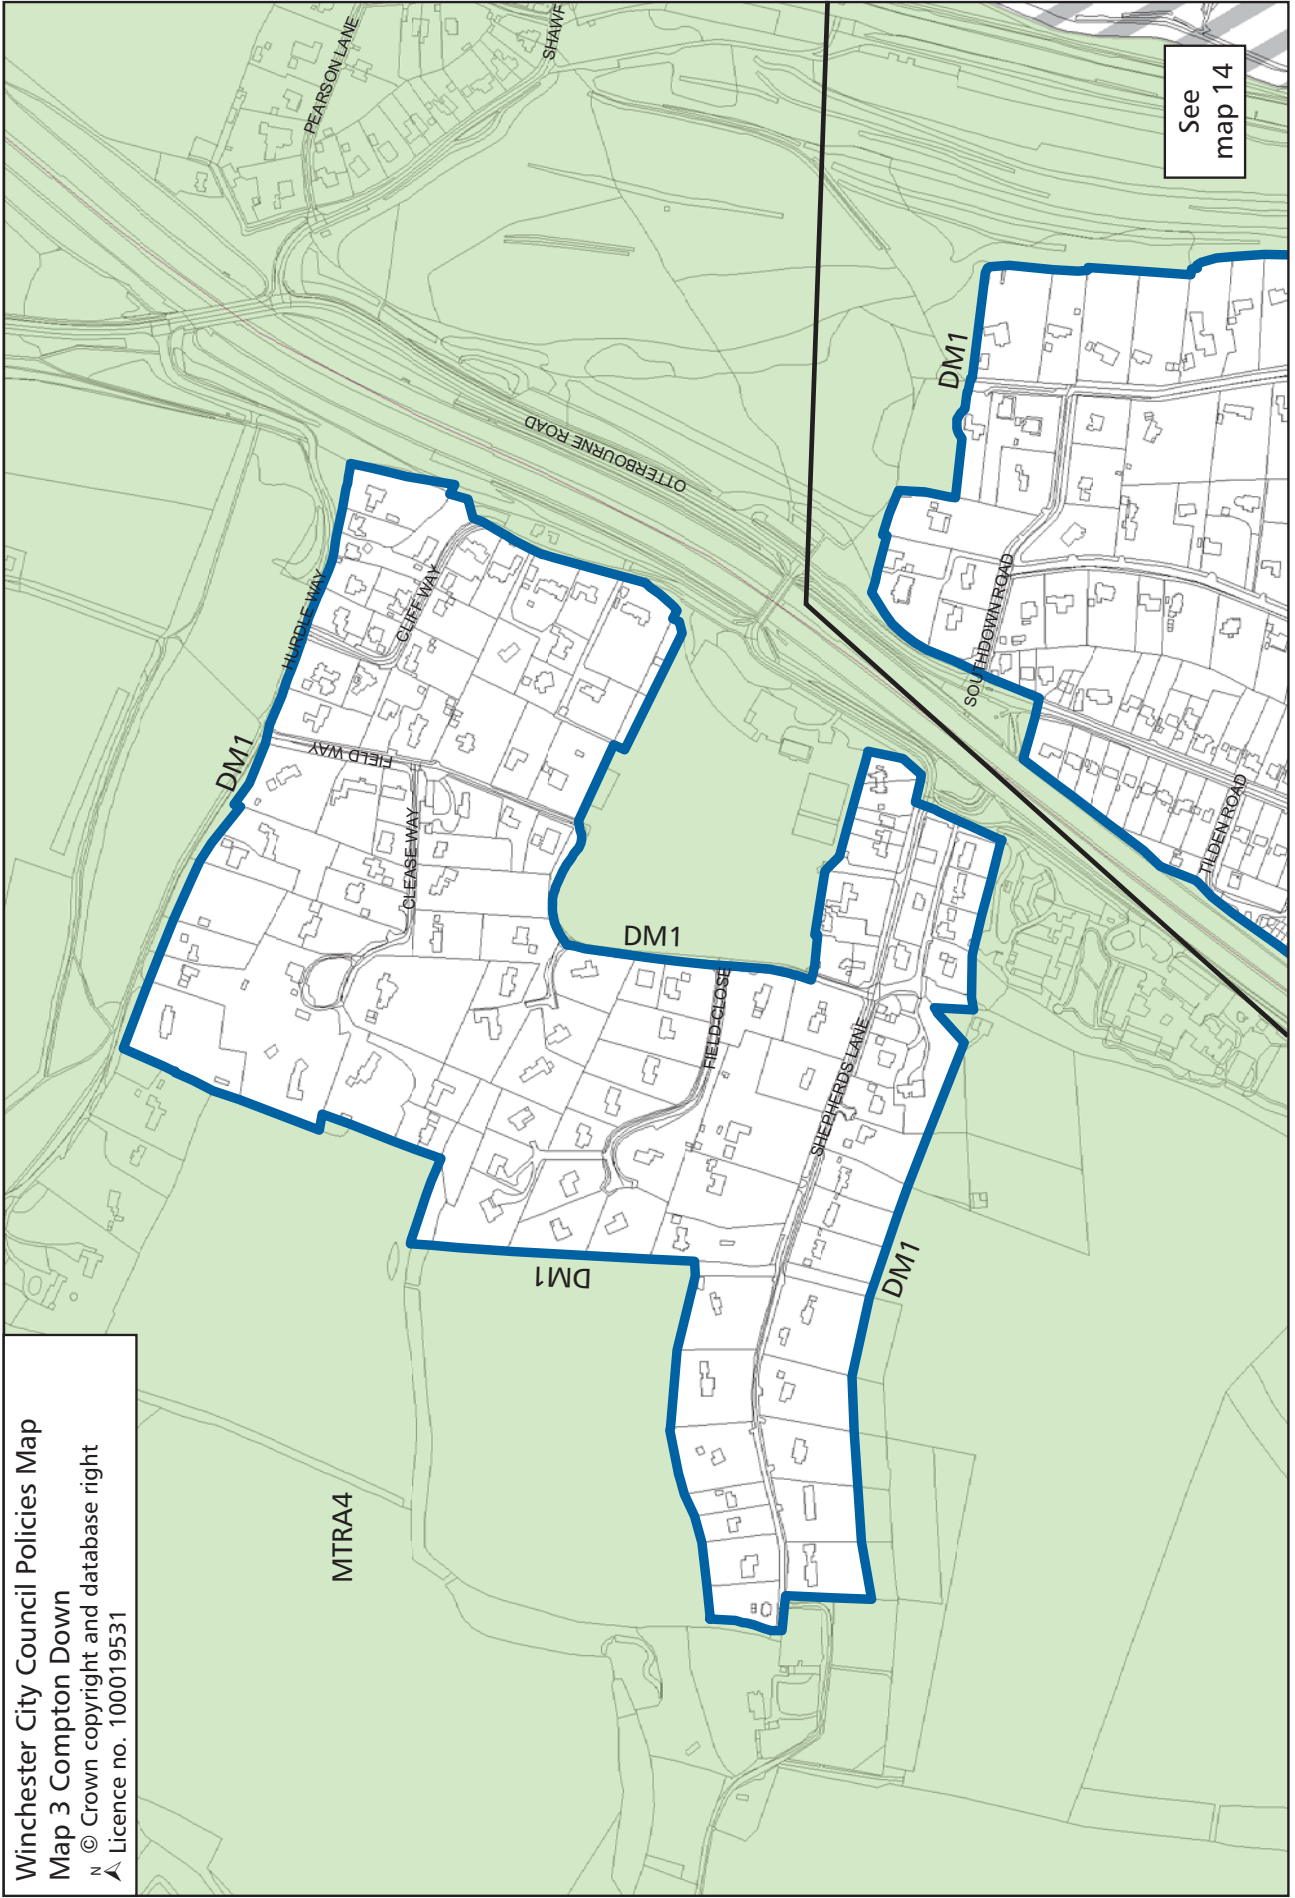 Winchester City Council Policies Map
Map 3 Compton Down
N © Crown copyright and database right
Licence no. 100019531
See
map 14
PEARSON LANE
SHAWF
OTTERBOURNE ROAD
HURDLE WAY
CLIFF WAY
FIELD WAY
CLEASE WAY
DM1
DM1
FIELD CLOSE
SHEPHERDS LANE
DM1
DM1
MTRA4
DM1
SOUTHDOWN ROAD
TILDEN ROAD